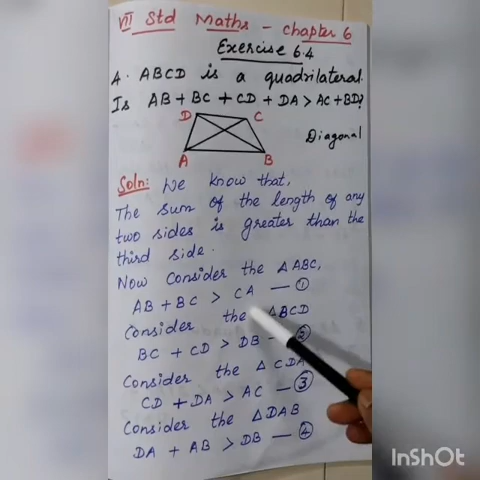 VII Std Maths - chapter 6
Exercise 6.4
4. ABCD is a quadrilateral.
Is AB + BC + CD + DA > AC + BD?
D C
Diagonal
A B
Soln: We know that,
The sum of the length of any
two sides is greater than the
third side.
Now consider the △ ABC,
AB + BC > CA — ①
Consider the △BCD
BC + CD > DB — ②
Consider the △ CDA
CD + DA > AC — ③
Consider the △DAB
DA + AB > DB — ④
InShOt